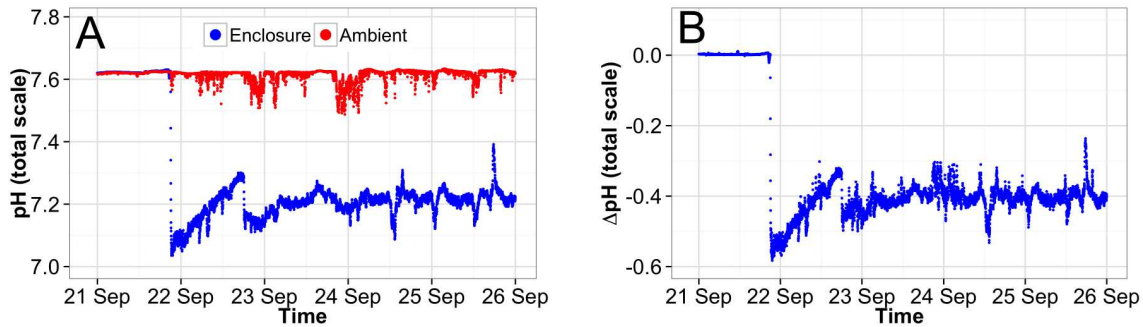 A
Enclosure Ambient
pH (total scale)
7.8
7.6
7.4
7.2
7.0
21 Sep 22 Sep 23 Sep 24 Sep 25 Sep 26 Sep
Time
B
ΔpH (total scale)
0.0
-0.2
-0.4
-0.6
21 Sep 22 Sep 23 Sep 24 Sep 25 Sep 26 Sep
Time